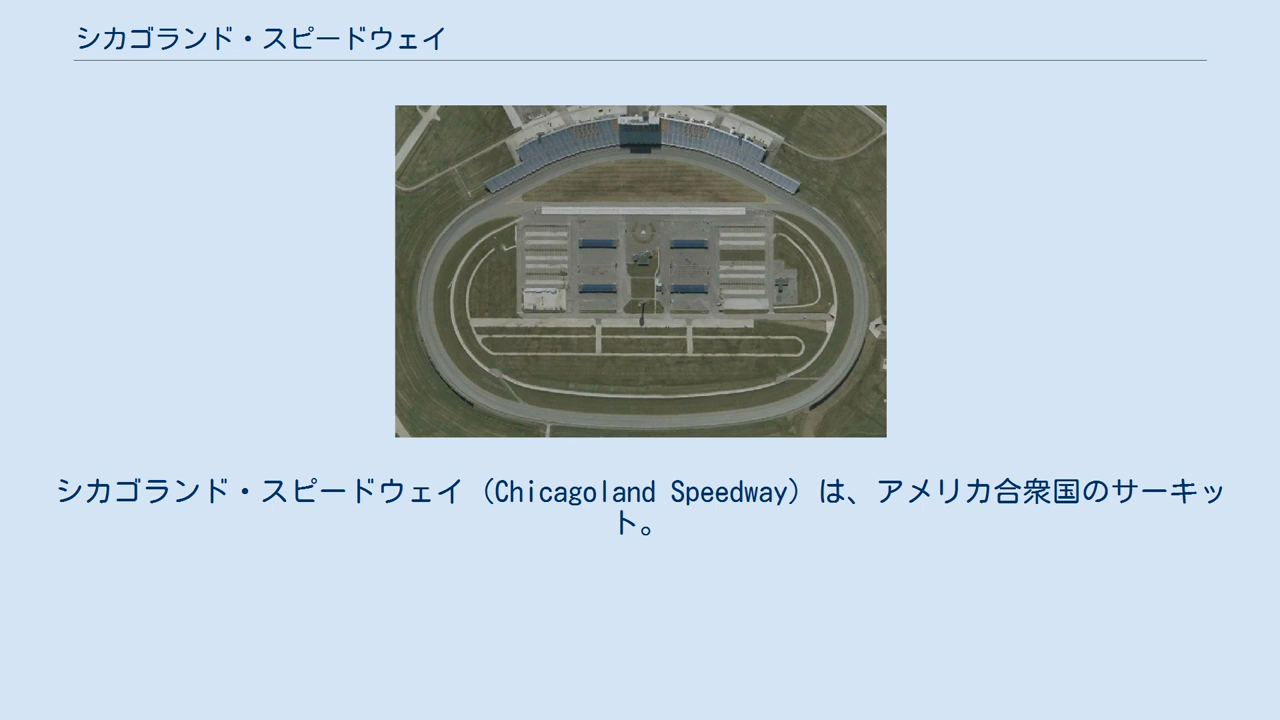 シカゴランド・スピードウェイ
シカゴランド・スピードウェイ（Chicagoland Speedway）は、アメリカ合衆国のサーキッ
ト。